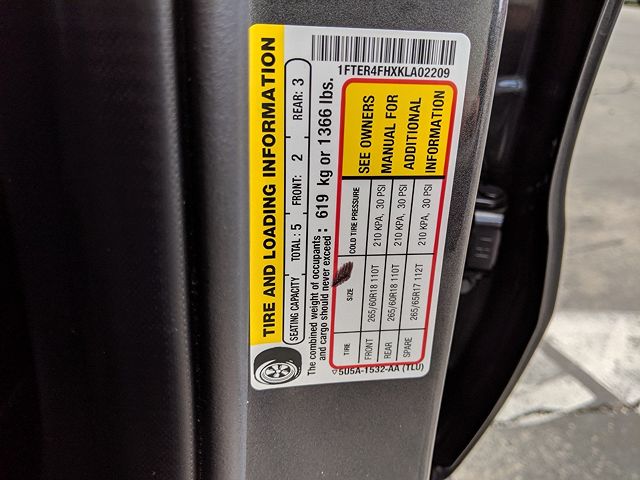 1FTER4FHXKLA02209
TIRE AND LOADING INFORMATION
SEATING CAPACITY TOTAL: 5 FRONT: 2 REAR: 3
The combined weight of occupants
and cargo should never exceed: 619 kg or 1366 lbs.
TIRE SIZE COLD TIRE PRESSURE
FRONT 265/60R18 110T 210 KPA, 30 PSI
REAR 265/60R18 110T 210 KPA, 30 PSI
SPARE 265/65R17 112T 210 KPA, 30 PSI
SEE OWNERS
MANUAL FOR
ADDITIONAL
INFORMATION
▽5U5A-1532-AA (TLU)